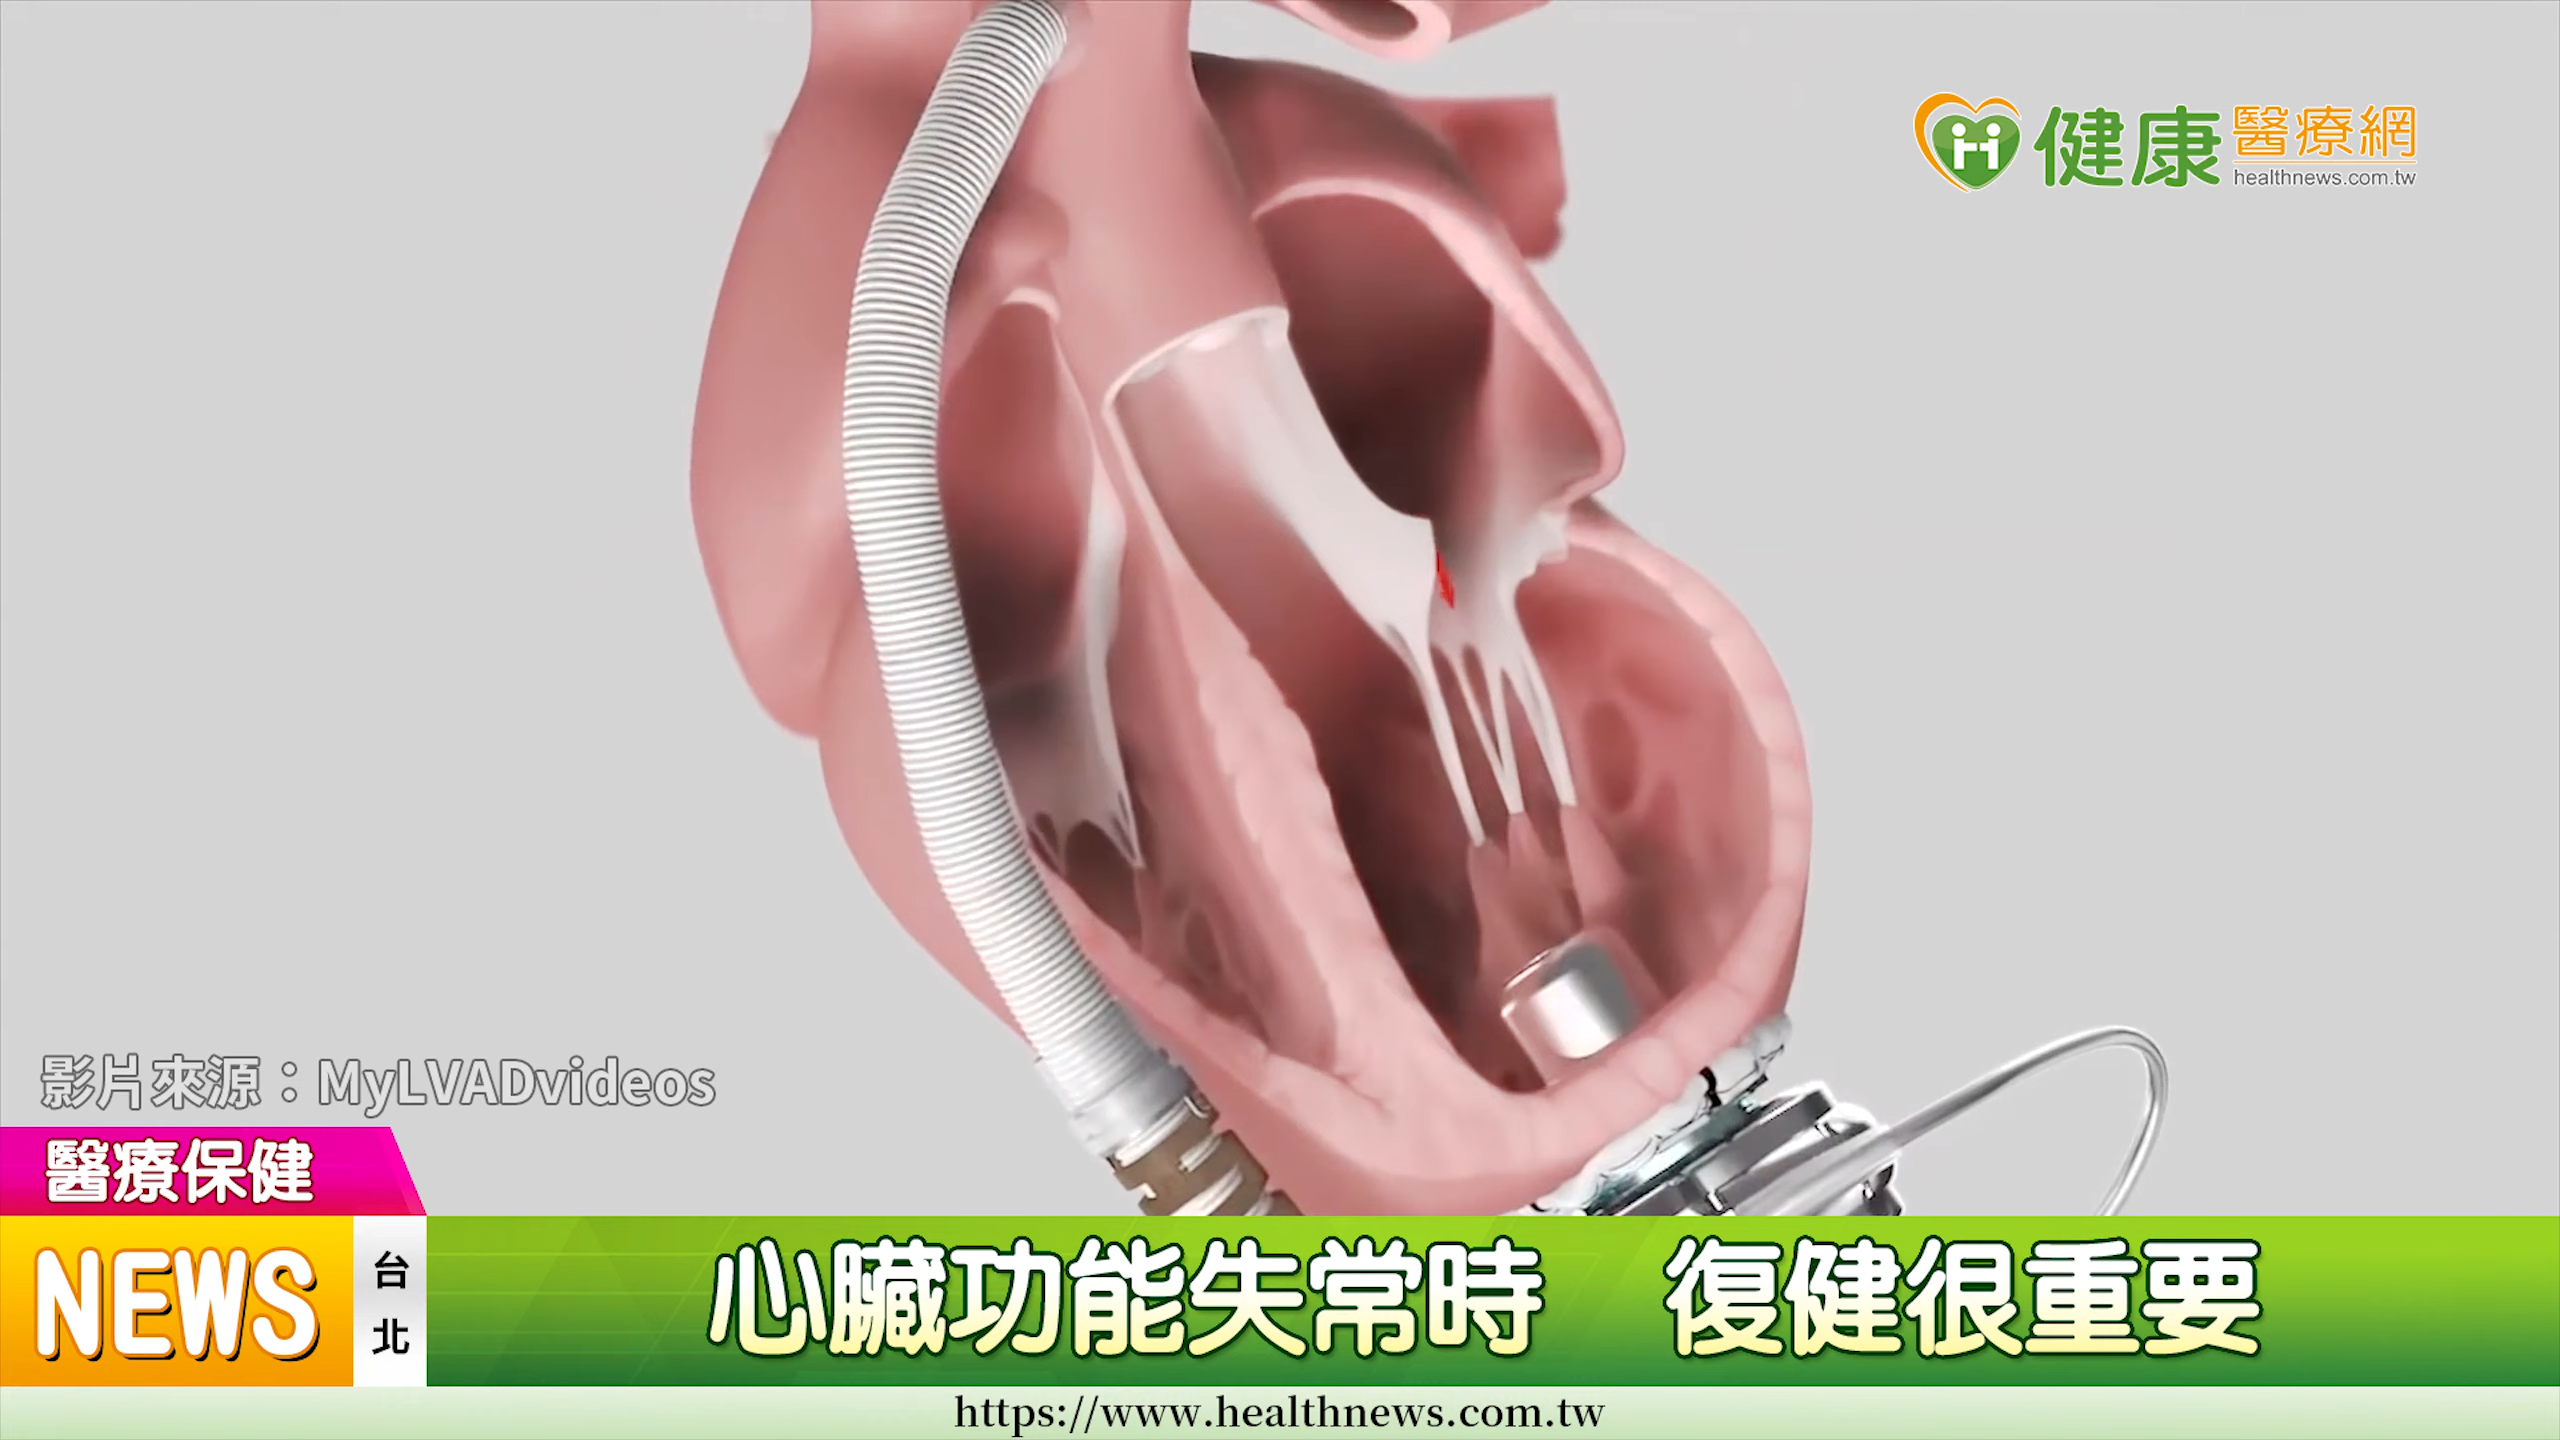 健康醫療網
healthnews.com.tw
影片來源：MyLVADvideos
醫療保健
NEWS
台北
心臟功能失常時　復健很重要
https://www.healthnews.com.tw